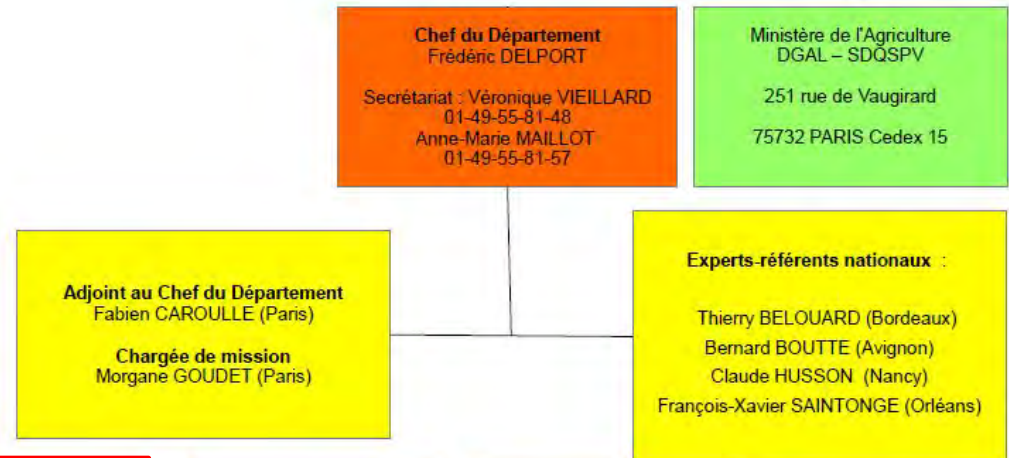 Chef du Département
Frédéric DELPORT
Secrétariat : Véronique VIEILLARD
01-49-55-81-48
Anne-Marie MAILLOT
01-49-55-81-57
Ministère de l'Agriculture
DGAL – SDQSPV
251 rue de Vaugirard
75732 PARIS Cedex 15
Adjoint au Chef du Département
Fabien CAROULLE (Paris)
Chargée de mission
Morgane GOUDET (Paris)
Experts-référents nationaux :
Thierry BELOUARD (Bordeaux)
Bernard BOUTTE (Avignon)
Claude HUSSON (Nancy)
François-Xavier SAINTONGE (Orléans)